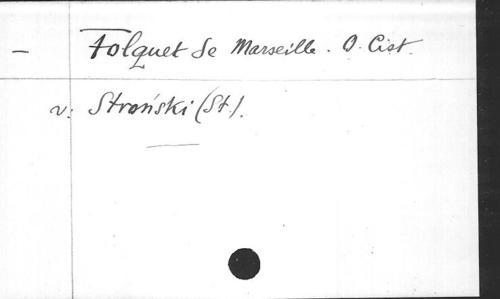 – Folquet de Marseille. O. Cist.
v: Stroński (St).